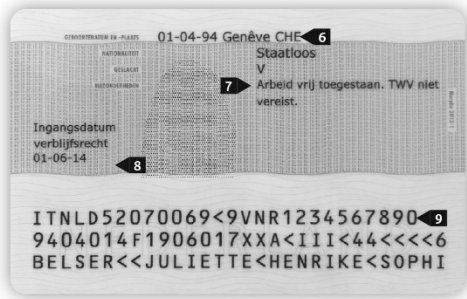 GEBOORTEDATUM EN -PLAATS 01-04-94 Genêve CHE 6
NATIONALITEIT Staatloos
GESLACHT V
BIJZONDERHEDEN 7 Arbeid vrij toegestaan. TWV niet
vereist.
Ingangsdatum
verblijfsrecht
01-06-14 8
ITNLD52070069<9VNR1234567890 9
9404014F1906017XXA<III<44<<<<6
BELSER<<JULIETTE<HENRIKE<SOPHI